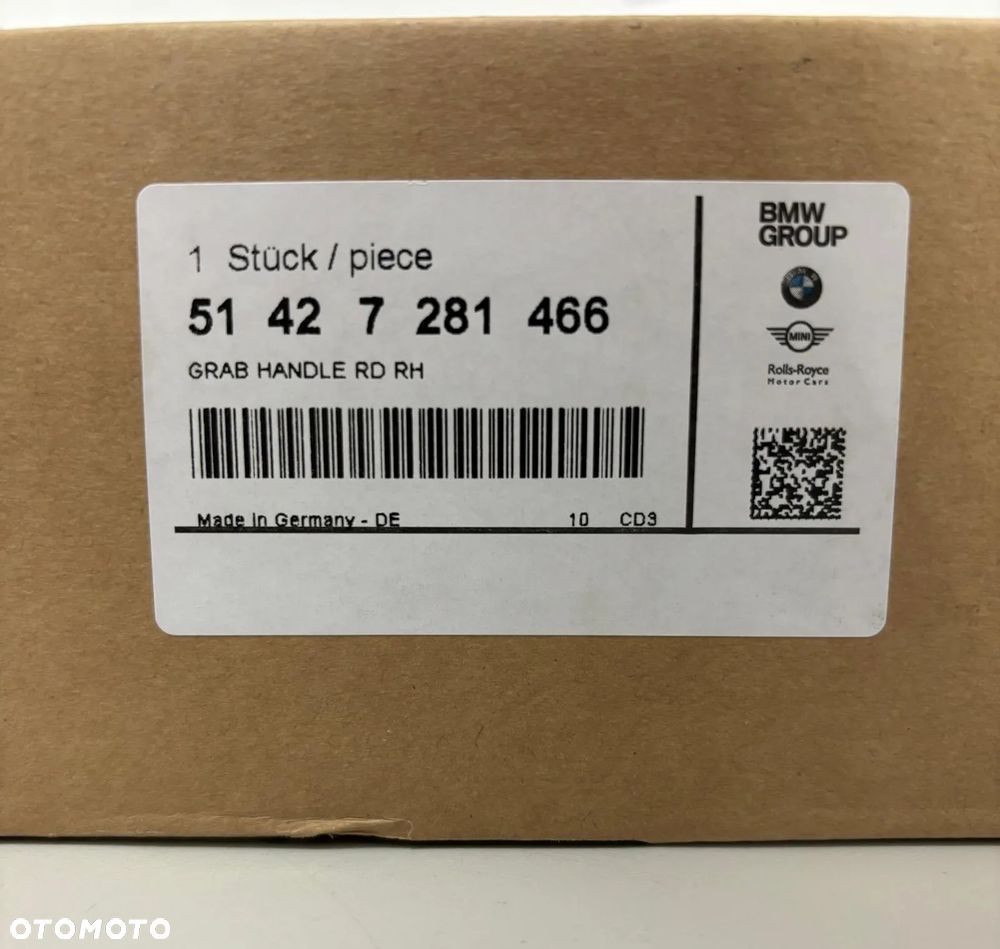 1 Stück / piece
51 42 7 281 466
GRAB HANDLE RD RH
Made in Germany - DE 10 CD3
BMW
GROUP
BMW
MINI
Rolls-Royce
Motor Cars
OTOMOTO